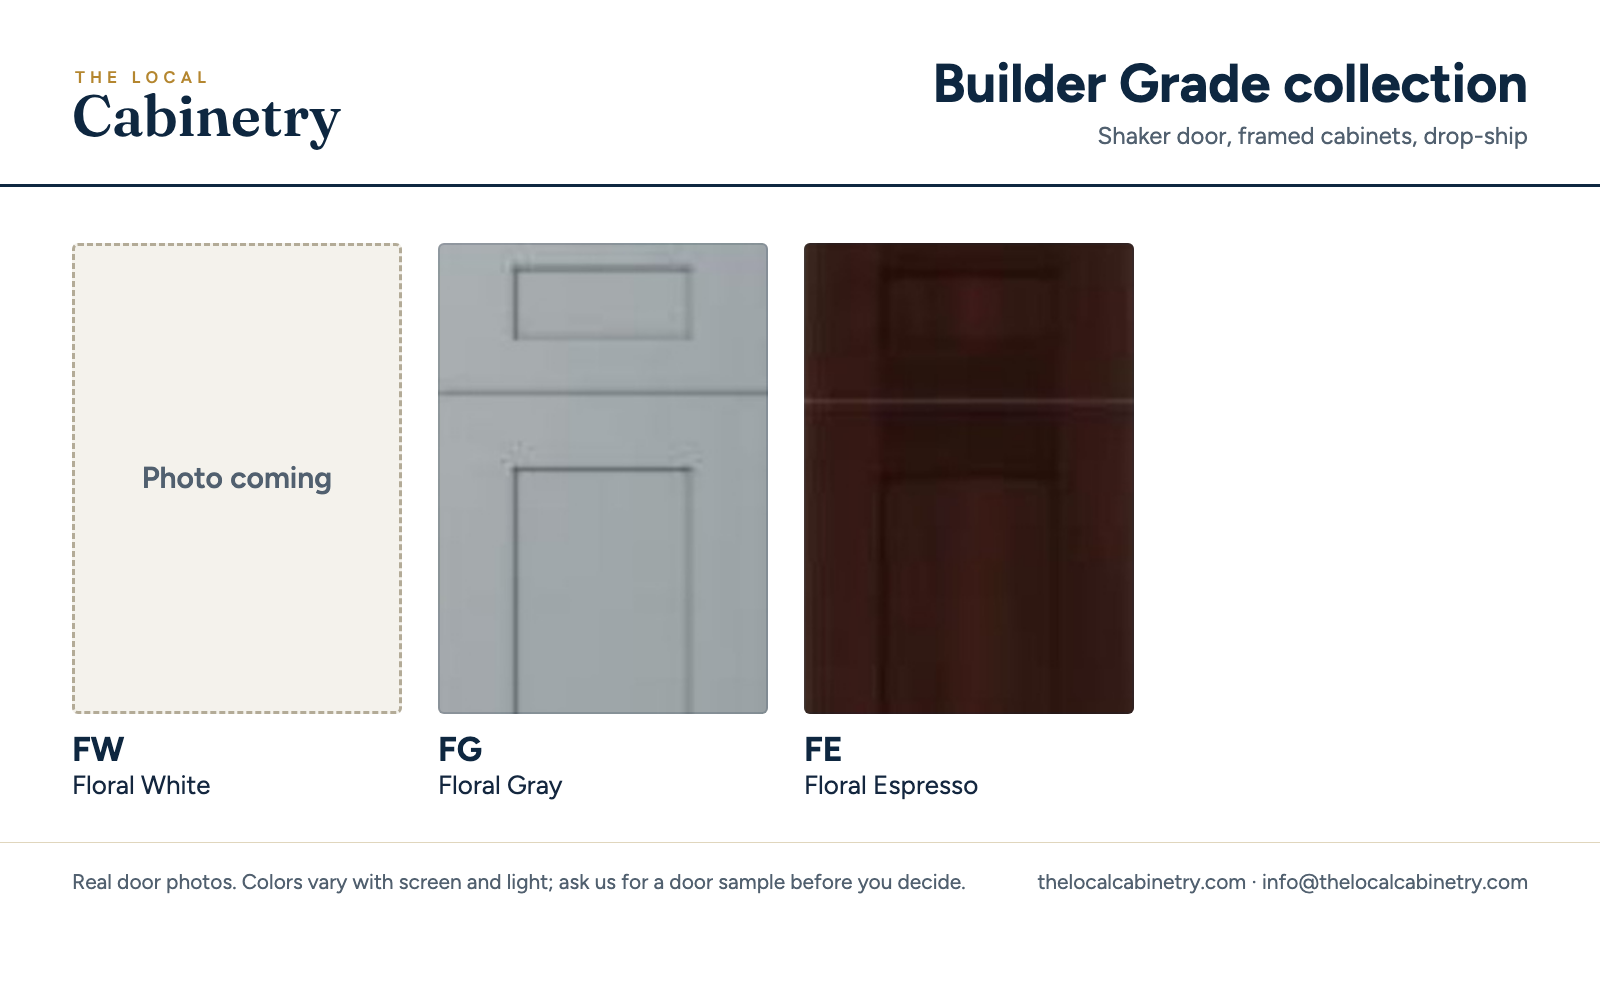 THE LOCAL
Cabinetry
Builder Grade collection
Shaker door, framed cabinets, drop-ship
Photo coming
FW
Floral White
FG
Floral Gray
FE
Floral Espresso
Real door photos. Colors vary with screen and light; ask us for a door sample before you decide.
thelocalcabinetry.com · info@thelocalcabinetry.com